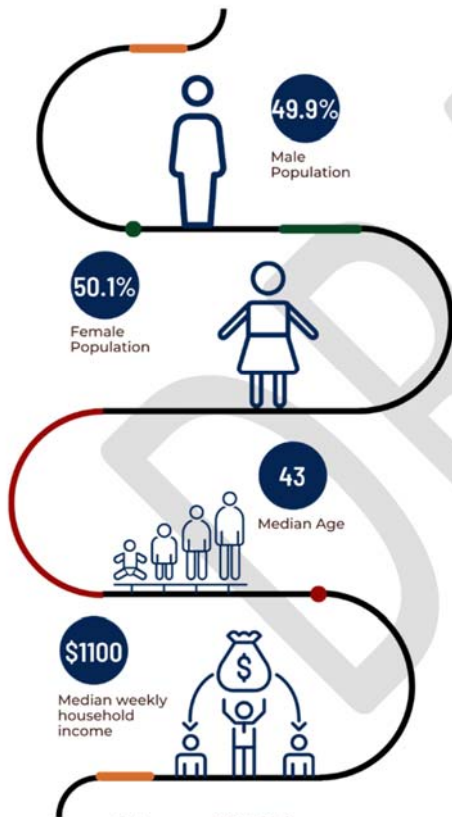 49.9%
Male
Population
50.1%
Female
Population
43
Median Age
$1100
Median weekly
household
income
$